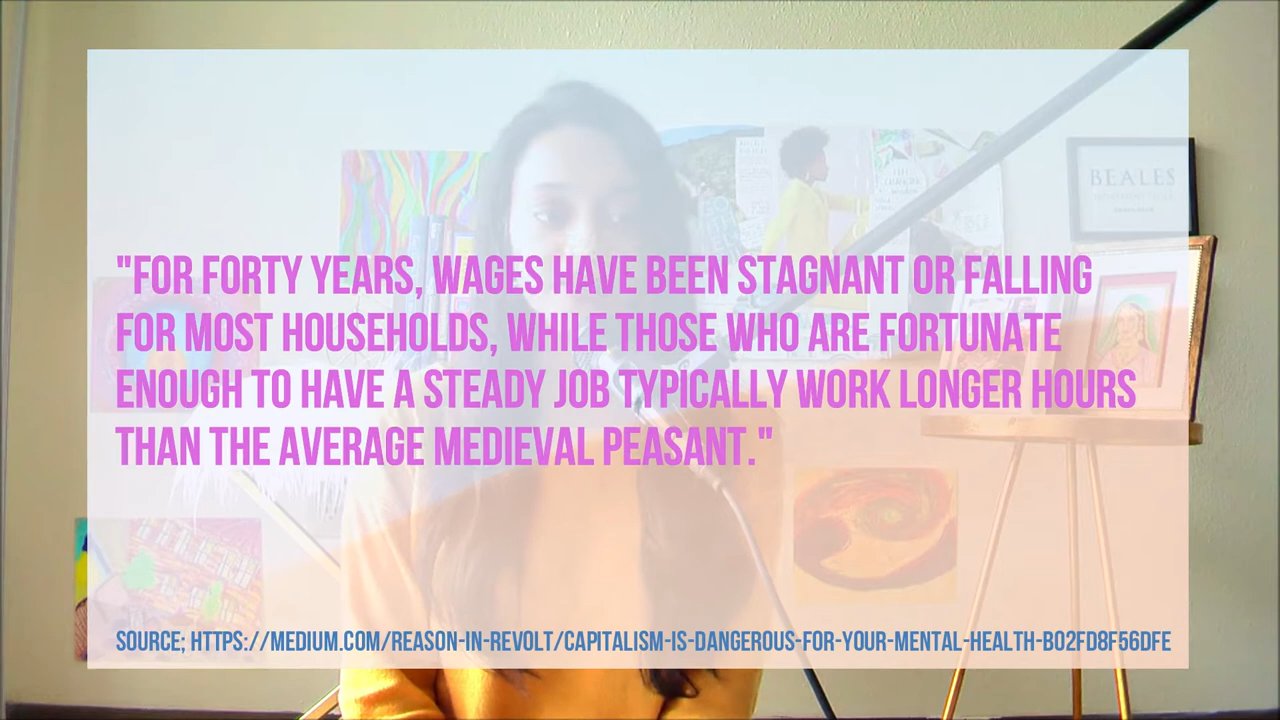 "FOR FORTY YEARS, WAGES HAVE BEEN STAGNANT OR FALLING
FOR MOST HOUSEHOLDS, WHILE THOSE WHO ARE FORTUNATE
ENOUGH TO HAVE A STEADY JOB TYPICALLY WORK LONGER HOURS
THAN THE AVERAGE MEDIEVAL PEASANT."
SOURCE; HTTPS://MEDIUM.COM/REASON-IN-REVOLT/CAPITALISM-IS-DANGEROUS-FOR-YOUR-MENTAL-HEALTH-B02FD8F56DFE
BEALES